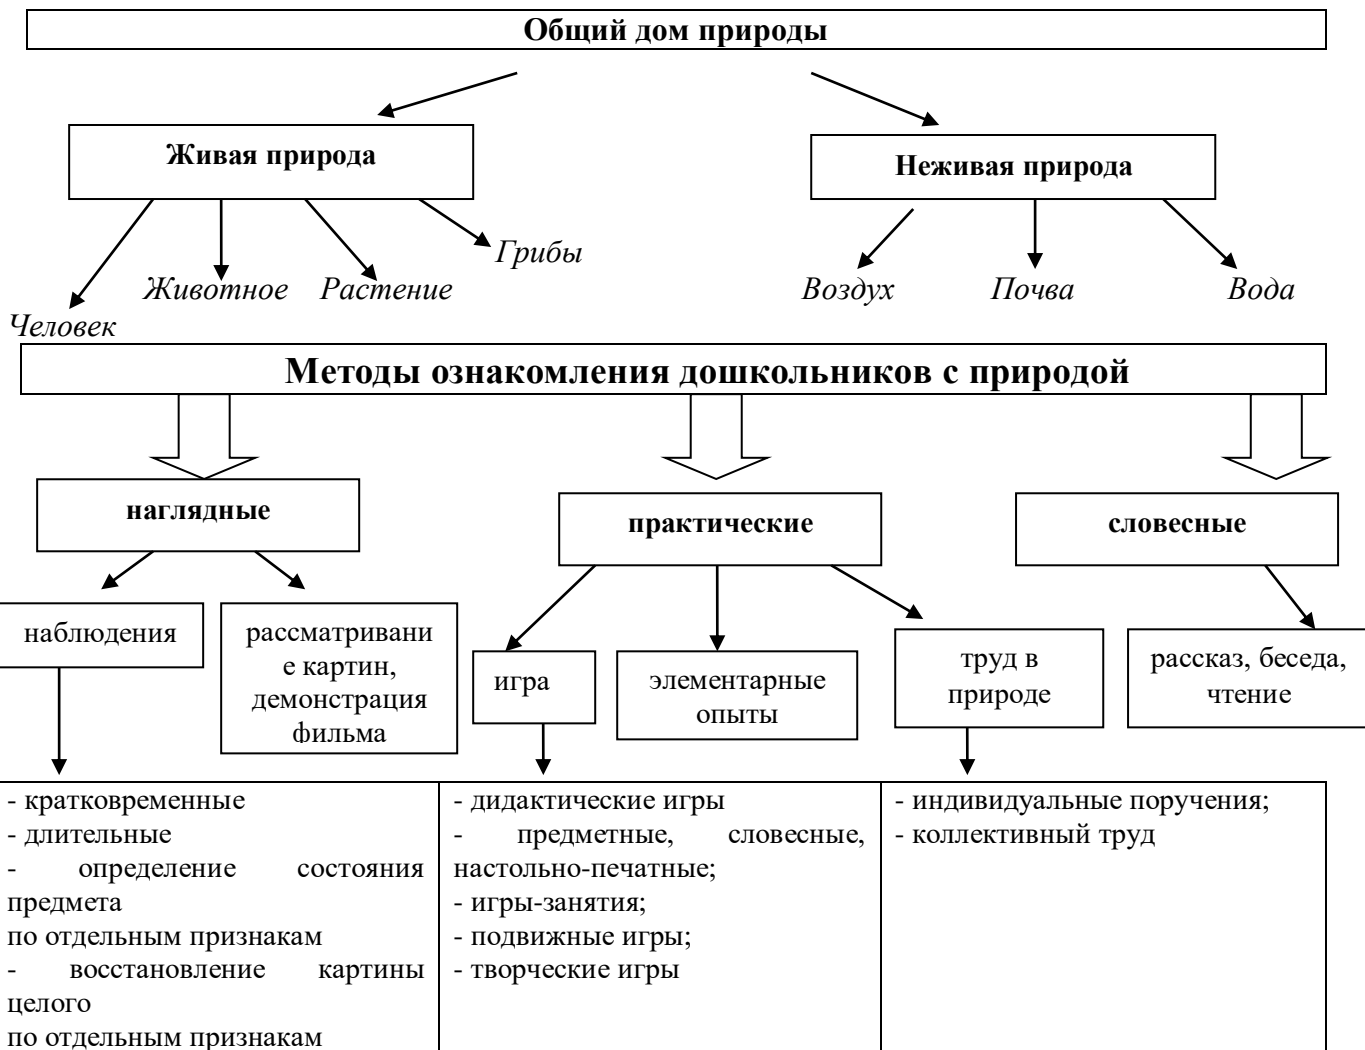 Общий дом природы
Живая природа
Неживая природа
Грибы
Животное Растение
Воздух Почва Вода
Человек
Методы ознакомления дошкольников с природой
наглядные
практические
словесные
наблюдения
рассматривани
е картин,
демонстрация
фильма
игра
элементарные
опыты
труд в
природе
рассказ, беседа,
чтение
- кратковременные
- длительные
- определение состояния
предмета
по отдельным признакам
- восстановление картины
целого
по отдельным признакам
- дидактические игры
- предметные, словесные,
настольно-печатные;
- игры-занятия;
- подвижные игры;
- творческие игры
- индивидуальные поручения;
- коллективный труд